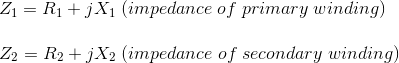 Z₁ = R₁ + jX₁ (impedance of primary winding)
Z₂ = R₂ + jX₂ (impedance of secondary winding)